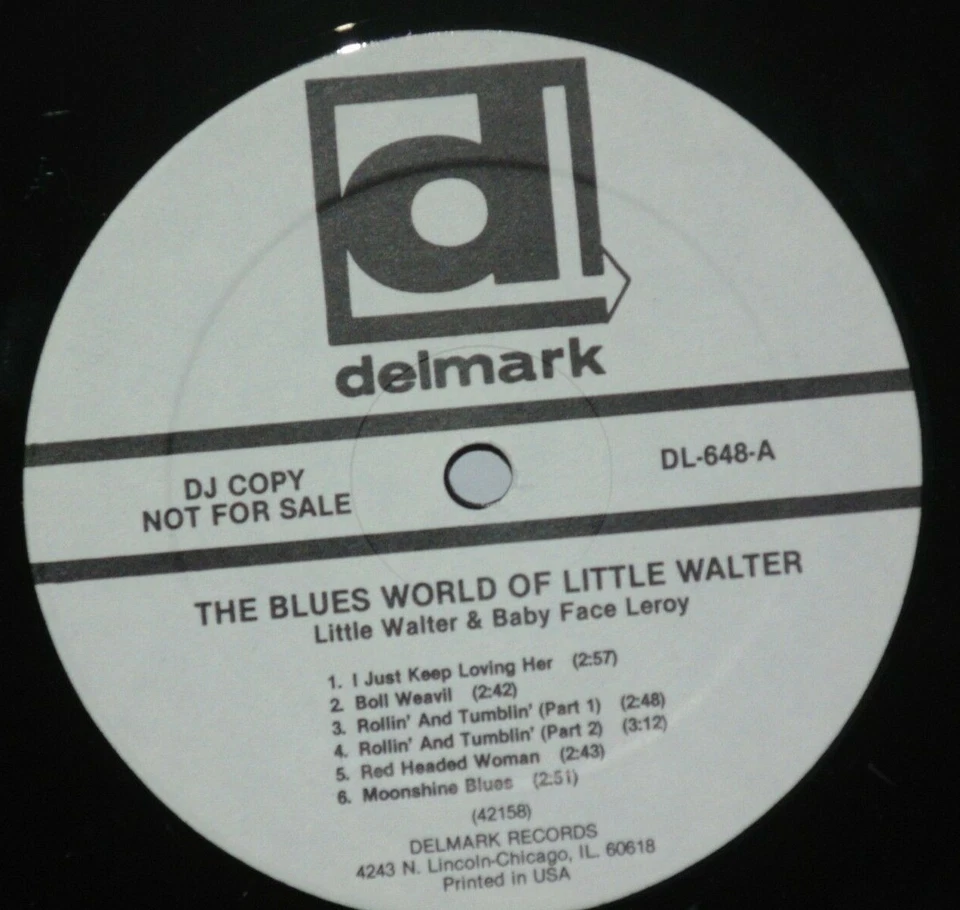 dl
delmark
DJ COPY
NOT FOR SALE
DL-648-A
THE BLUES WORLD OF LITTLE WALTER
Little Walter & Baby Face Leroy
1. I Just Keep Loving Her (2:57)
2. Boll Weavil (2:42)
3. Rollin' And Tumblin' (Part 1) (2:48)
4. Rollin' And Tumblin' (Part 2) (3:12)
5. Red Headed Woman (2:43)
6. Moonshine Blues (2:51)
(42158)
DELMARK RECORDS
4243 N. Lincoln-Chicago, IL. 60618
Printed in USA